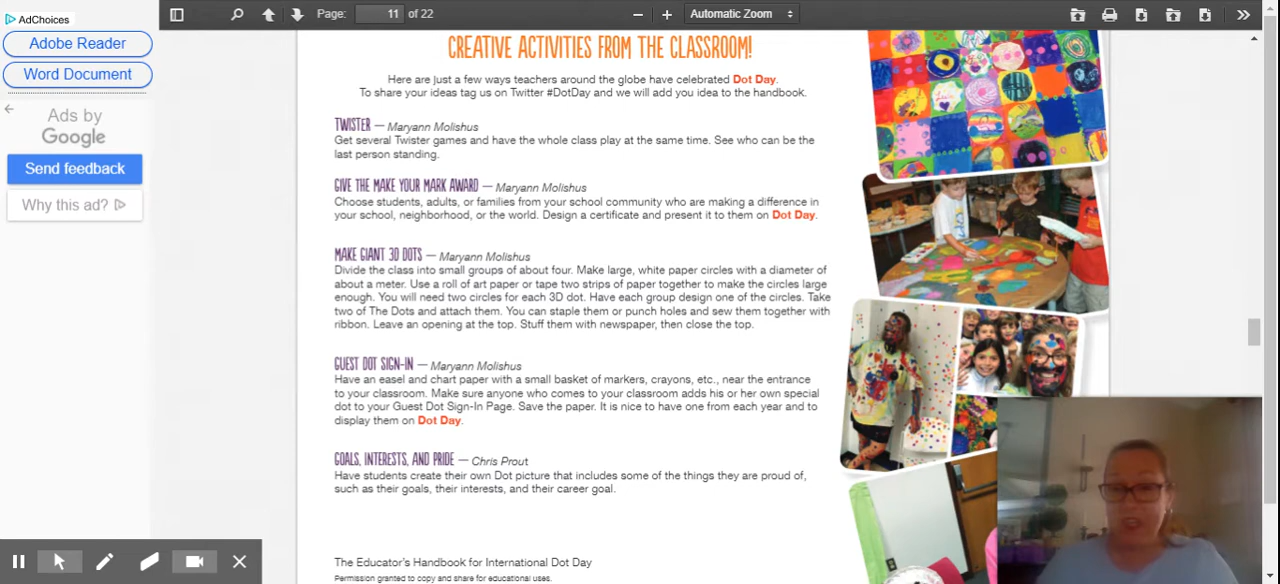 AdChoices
Adobe Reader
Word Document
Ads by
Google
Send feedback
Why this ad?
Page: 11 of 22
Automatic Zoom
CREATIVE ACTIVITIES FROM THE CLASSROOM!
Here are just a few ways teachers around the globe have celebrated Dot Day.
To share your ideas tag us on Twitter #DotDay and we will add you idea to the handbook.
TWISTER — Maryann Molishus
Get several Twister games and have the whole class play at the same time. See who can be the
last person standing.
GIVE THE MAKE YOUR MARK AWARD — Maryann Molishus
Choose students, adults, or families from your school community who are making a difference in
your school, neighborhood, or the world. Design a certificate and present it to them on Dot Day.
MAKE GIANT 3D DOTS — Maryann Molishus
Divide the class into small groups of about four. Make large, white paper circles with a diameter of
about a meter. Use a roll of art paper or tape two strips of paper together to make the circles large
enough. You will need two circles for each 3D dot. Have each group design one of the circles. Take
two of The Dots and attach them. You can staple them or punch holes and sew them together with
ribbon. Leave an opening at the top. Stuff them with newspaper, then close the top.
GUEST DOT SIGN-IN — Maryann Molishus
Have an easel and chart paper with a small basket of markers, crayons, etc., near the entrance
to your classroom. Make sure anyone who comes to your classroom adds his or her own special
dot to your Guest Dot Sign-In Page. Save the paper. It is nice to have one from each year and to
display them on Dot Day.
GOALS, INTERESTS, AND PRIDE — Chris Prout
Have students create their own Dot picture that includes some of the things they are proud of,
such as their goals, their interests, and their career goal.
The Educator's Handbook for International Dot Day
Permission granted to copy and share for educational uses.